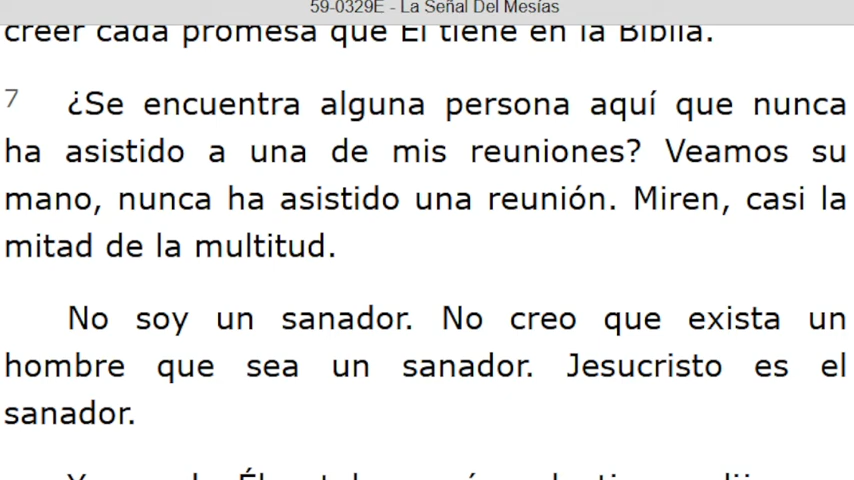 59-0329E - La Señal Del Mesías
creer cada promesa que Él tiene en la Biblia.
7 ¿Se encuentra alguna persona aquí que nunca
ha asistido a una de mis reuniones? Veamos su
mano, nunca ha asistido una reunión. Miren, casi la
mitad de la multitud.
No soy un sanador. No creo que exista un
hombre que sea un sanador. Jesucristo es el
sanador.